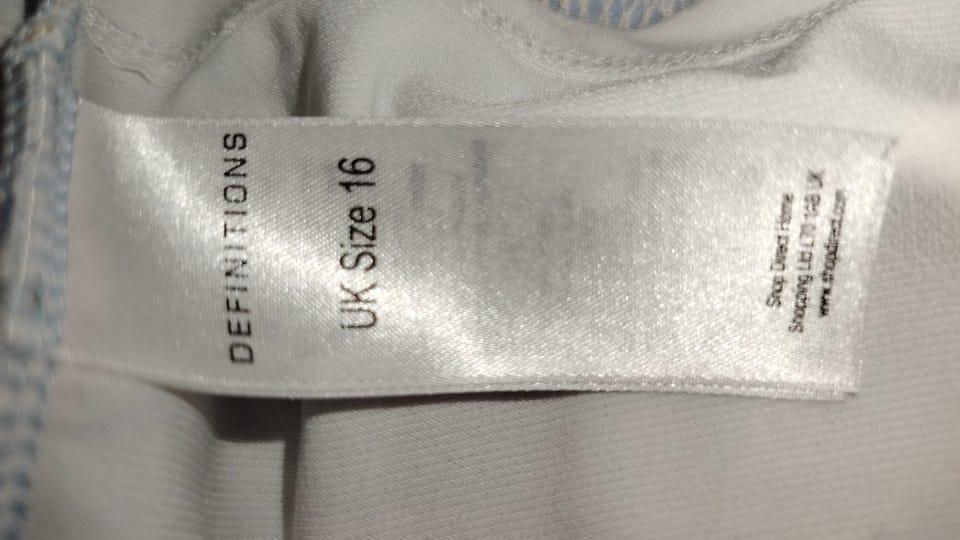 DEFINITIONS
UK Size 16
Shop Direct Home
Shopping Ltd L70 1AB UK
www.shopdirect.com